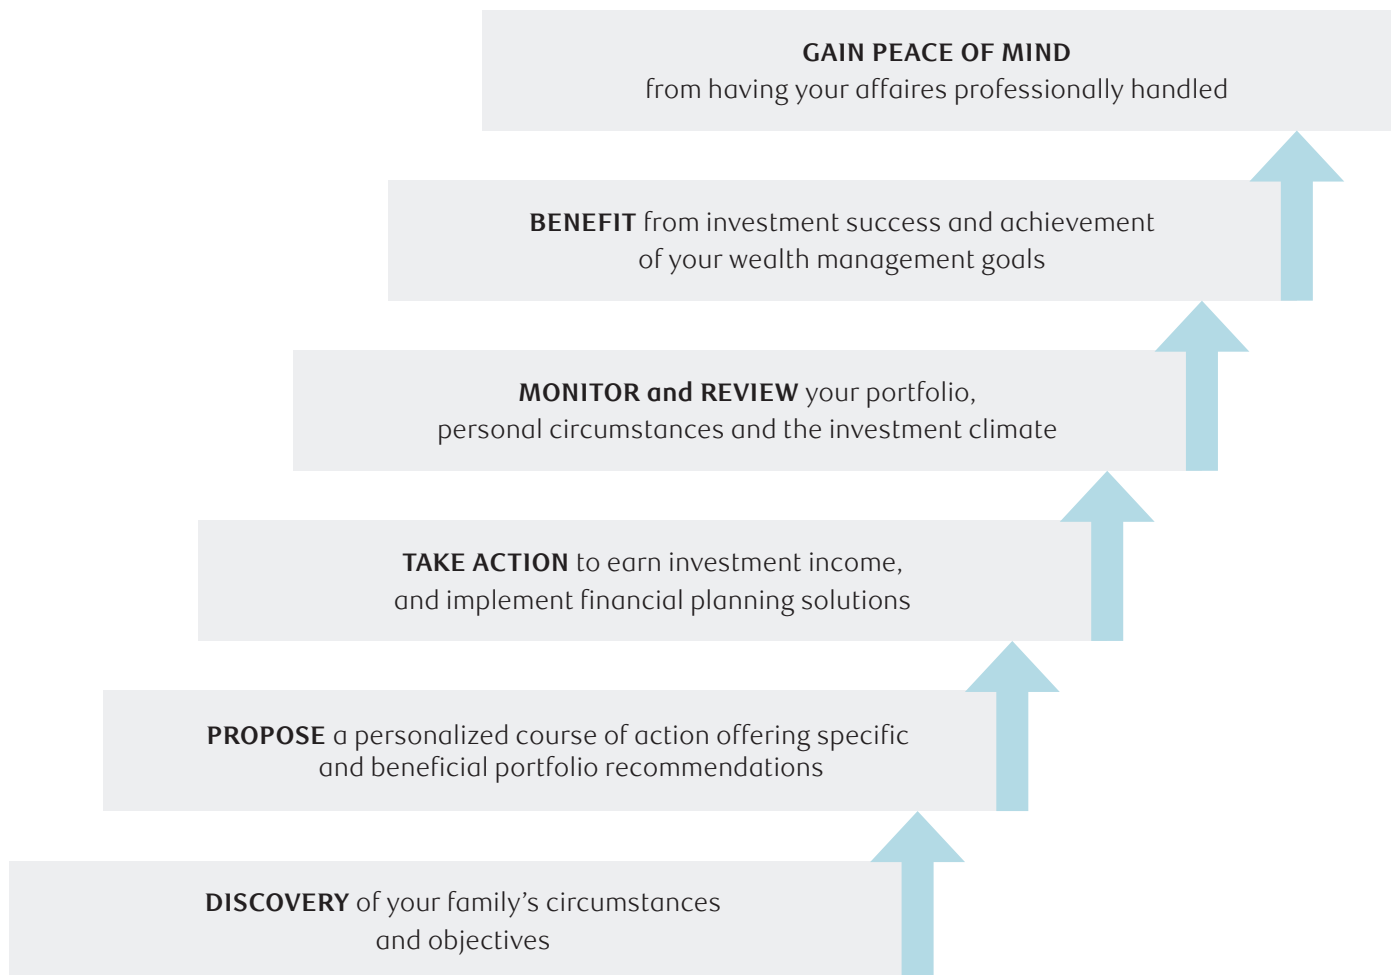 GAIN PEACE OF MIND
from having your affaires professionally handled
BENEFIT from investment success and achievement
of your wealth management goals
MONITOR and REVIEW your portfolio,
personal circumstances and the investment climate
TAKE ACTION to earn investment income,
and implement financial planning solutions
PROPOSE a personalized course of action offering specific
and beneficial portfolio recommendations
DISCOVERY of your family’s circumstances
and objectives